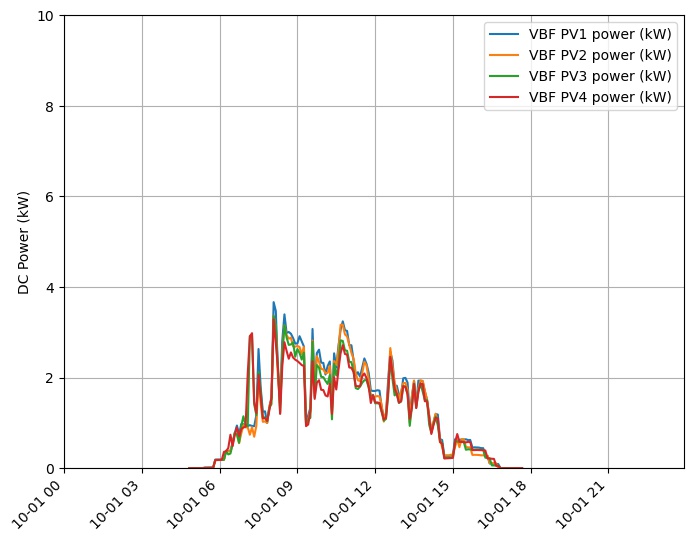 10
8
6
4
2
0
DC Power (kW)
VBF PV1 power (kW)
VBF PV2 power (kW)
VBF PV3 power (kW)
VBF PV4 power (kW)
10-01 00
10-01 03
10-01 06
10-01 09
10-01 12
10-01 15
10-01 18
10-01 21